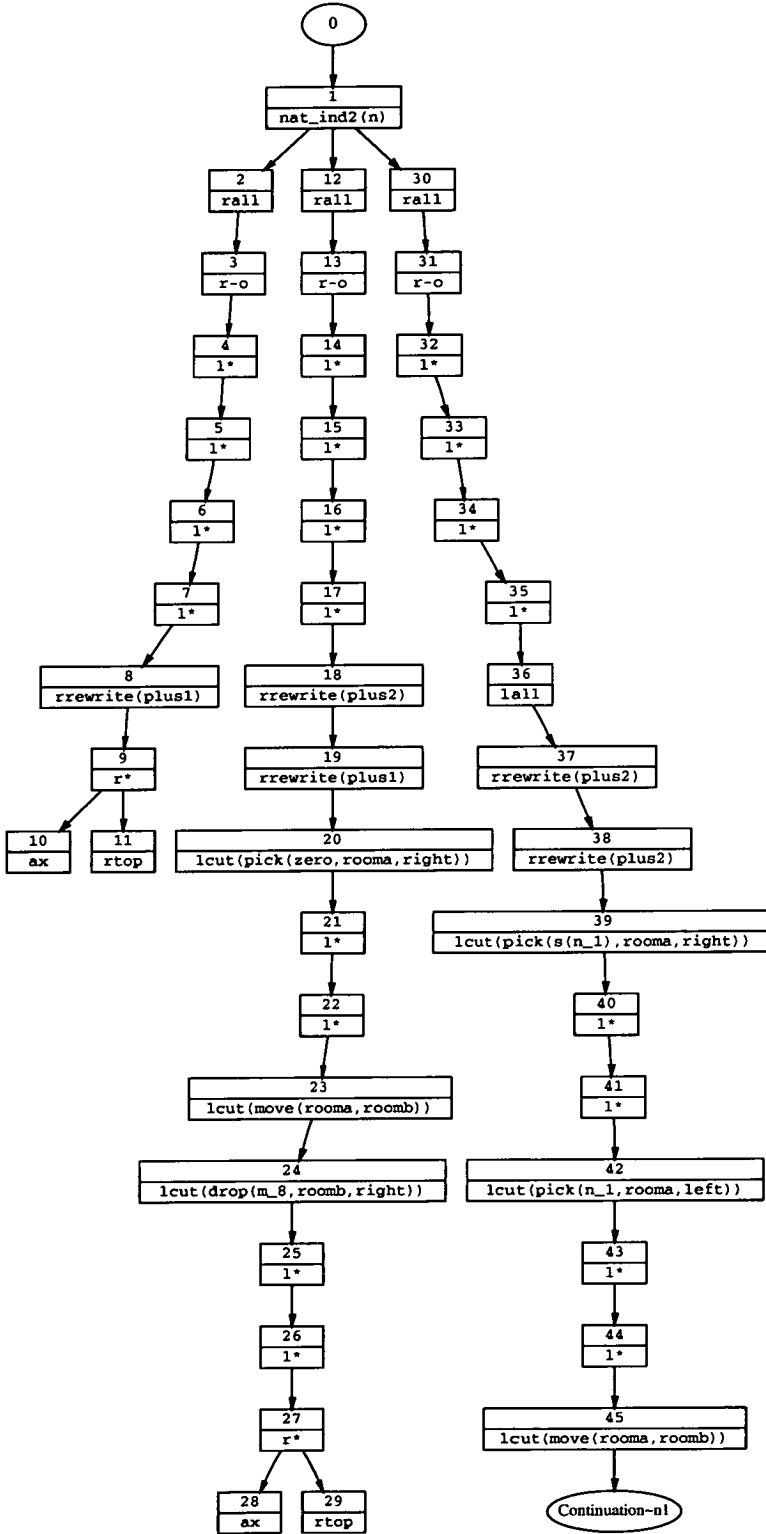 0
1
nat_ind2(n)
2 12 30
rall rall rall
3 13 31
r-o r-o r-o
4 14 32
l* l* l*
5 15 33
l* l* l*
6 16 34
l* l* l*
7 17 35
l* l* l*
8 18 36
rrewrite(plus1) rrewrite(plus2) lall
9 19 37
r* rrewrite(plus1) rrewrite(plus2)
10 11 20 38
ax rtop lcut(pick(zero,rooma,right)) rrewrite(plus2)
21 39
l* lcut(pick(s(n_1),rooma,right))
22 40
l* l*
23 41
lcut(move(rooma,roomb)) l*
24 42
lcut(drop(m_8,roomb,right)) lcut(pick(n_1,rooma,left))
25 43
l* l*
26 44
l* l*
27 45
r* lcut(move(rooma,roomb))
28 29
ax rtop
Continuation~n1